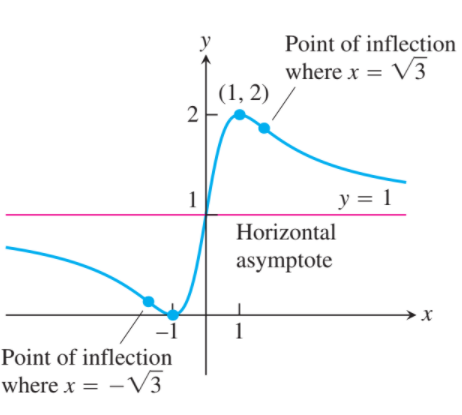 y
Point of inflection
where x = √3
(1, 2)
2
1
y = 1
Horizontal
asymptote
x
−1
1
Point of inflection
where x = −√3